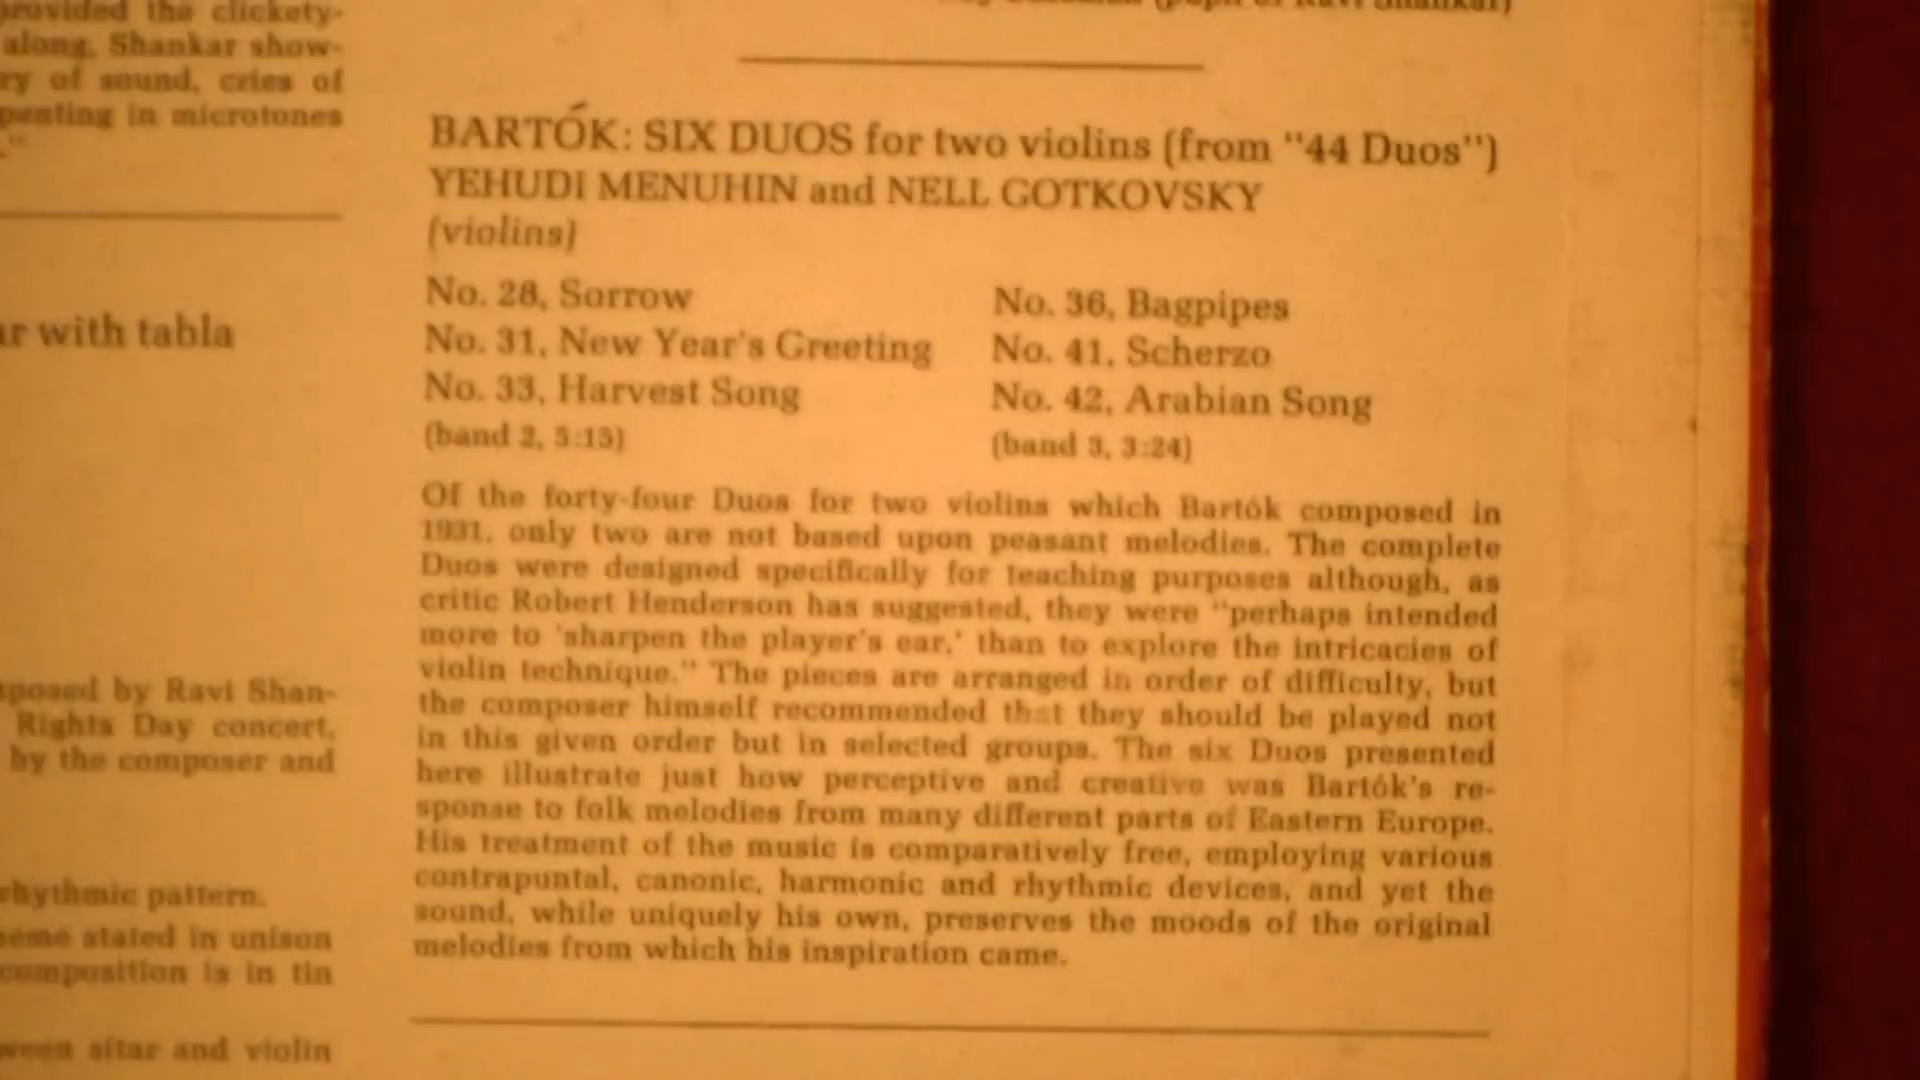 provided the clickety-
along, Shankar show-
ry of sound, cries of
in microtones
ar with tabla
posed by Ravi Shan-
Rights Day concert,
by the composer and
rhythmic pattern.
stated in unison
composition is in tin
sitar and violin
BARTÓK: SIX DUOS for two violins (from "44 Duos")
YEHUDI MENUHIN and NELL GOTKOVSKY
(violins)
No. 28, Sorrow
No. 31, New Year's Greeting
No. 33, Harvest Song
(band 2, 5:15)
No. 36, Bagpipes
No. 41, Scherzo
No. 42, Arabian Song
(band 3, 3:24)
Of the forty-four Duos for two violins which Bartók composed in
1931, only two are not based upon peasant melodies. The complete
Duos were designed specifically for teaching purposes although, as
critic Robert Henderson has suggested, they were "perhaps intended
more to 'sharpen the player's ear,' than to explore the intricacies of
violin technique." The pieces are arranged in order of difficulty, but
the composer himself recommended that they should be played not
in this given order but in selected groups. The six Duos presented
here illustrate just how perceptive and creative was Bartók's re-
sponse to folk melodies from many different parts of Eastern Europe.
His treatment of the music is comparatively free, employing various
contrapuntal, canonic, harmonic and rhythmic devices, and yet the
sound, while uniquely his own, preserves the moods of the original
melodies from which his inspiration came.